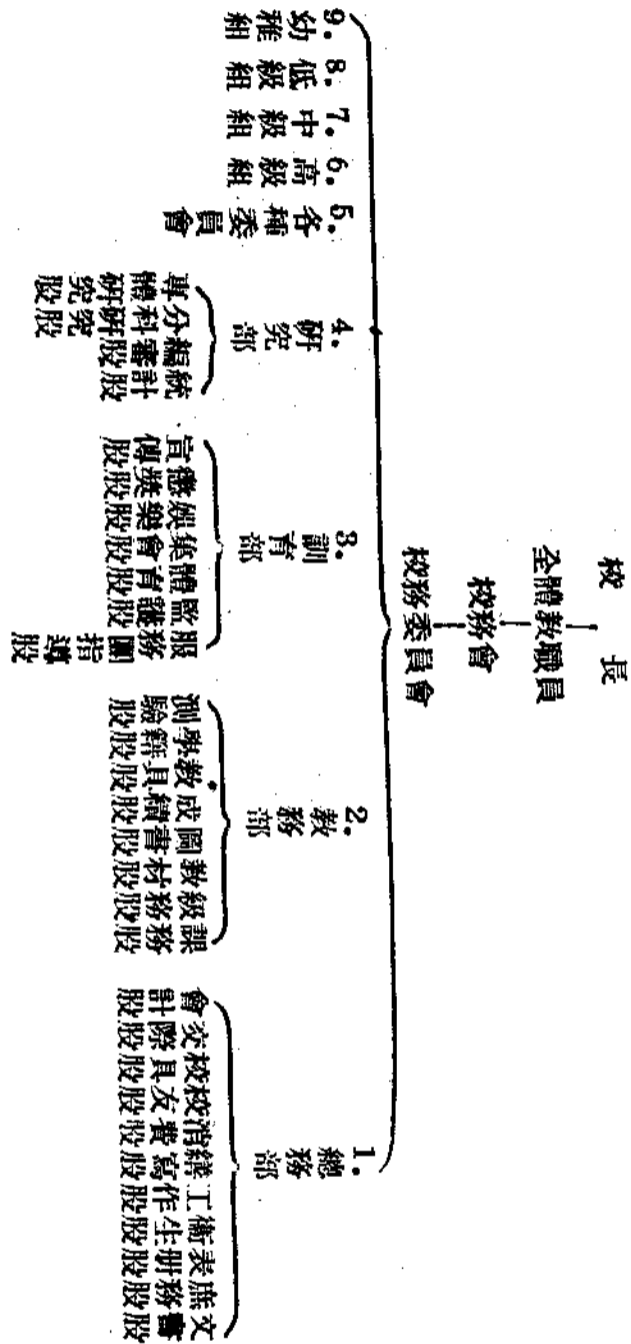 校長
全體教職員
校務會
校務委員會
1. 總務部
文書股
庶務股
表册股
衛生股
工作股
繕寫股
消費股
校友股
校具股
交際股
會計股
2. 教務部
課務股
級務股
教材股
圖書股
成績股
教具股
學籍股
測驗股
3. 訓育部
服務團指導股
監護股
體育股
集會股
娛樂股
懲獎股
宣傳股
4. 研究部
統計股
編審股
分科研究股
專體研究股
5. 各種委員會
6. 高級組
7. 中級組
8. 低級組
9. 幼雅組